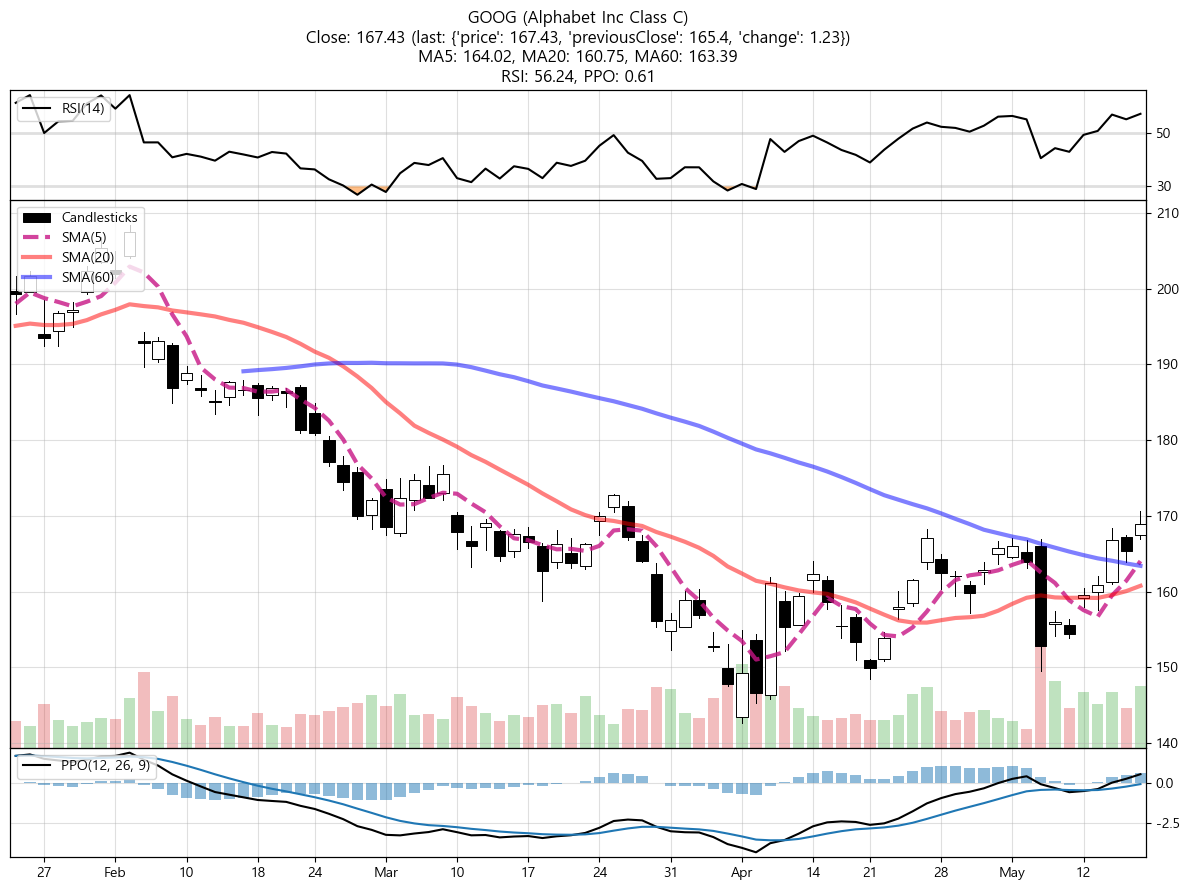 GOOG (Alphabet Inc Class C)
Close: 167.43 (last: {'price': 167.43, 'previousClose': 165.4, 'change': 1.23})
MA5: 164.02, MA20: 160.75, MA60: 163.39
RSI: 56.24, PPO: 0.61
RSI(14)
50
30
Candlesticks
SMA(5)
SMA(20)
SMA(60)
210
200
190
180
170
160
150
140
PPO(12, 26, 9)
0.0
-2.5
27 Feb 10 18 24 Mar 10 17 24 31 Apr 14 21 28 May 12